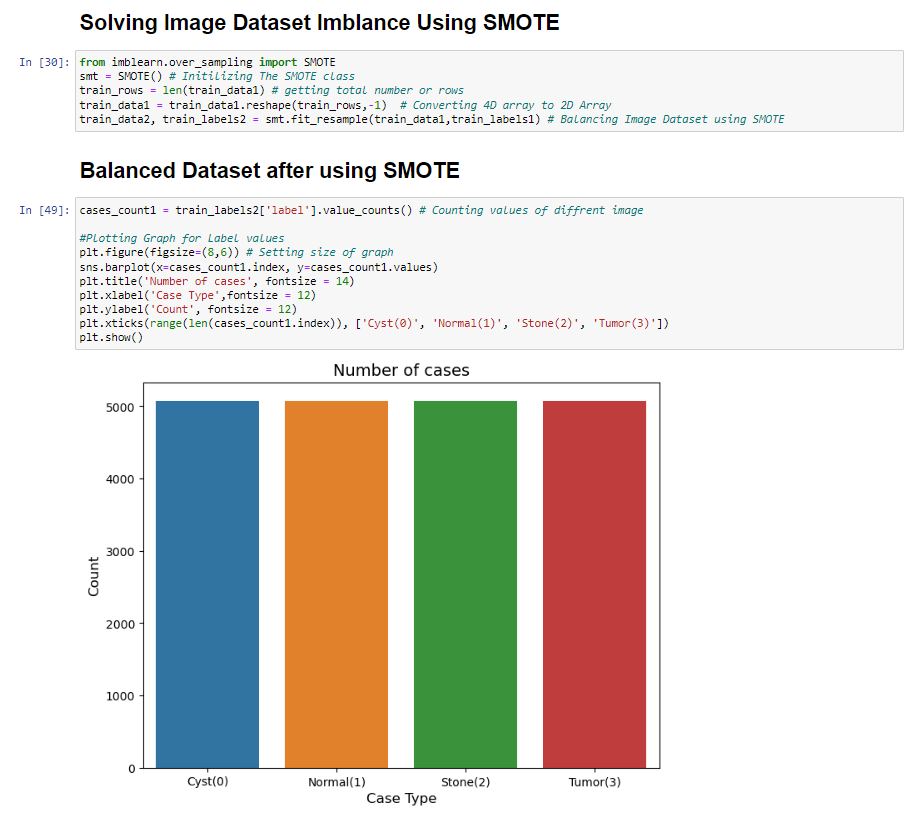 Solving Image Dataset Imblance Using SMOTE
In [30]: from imblearn.over_sampling import SMOTE
smt = SMOTE() # Initilizing The SMOTE class
train_rows = len(train_data1) # getting total number or rows
train_data1 = train_data1.reshape(train_rows,-1)  # Converting 4D array to 2D Array
train_data2, train_labels2 = smt.fit_resample(train_data1,train_labels1) # Balancing Image Dataset using SMOTE
Balanced Dataset after using SMOTE
In [49]: cases_count1 = train_labels2['label'].value_counts() # Counting values of diffrent image
#Plotting Graph for Label values
plt.figure(figsize=(8,6)) # Setting size of graph
sns.barplot(x=cases_count1.index, y=cases_count1.values)
plt.title('Number of cases', fontsize = 14)
plt.xlabel('Case Type',fontsize = 12)
plt.ylabel('Count', fontsize = 12)
plt.xticks(range(len(cases_count1.index)), ['Cyst(0)', 'Normal(1)', 'Stone(2)', 'Tumor(3)'])
plt.show()
Number of cases
5000
4000
3000
2000
1000
0
Count
Cyst(0) Normal(1) Stone(2) Tumor(3)
Case Type